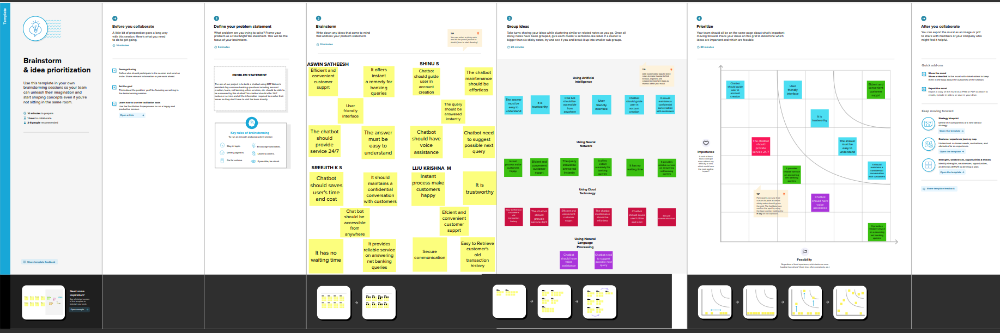 Template
Brainstorm
& idea prioritization
Use this template in your own
brainstorming sessions so your team
can unleash their imagination and
start shaping concepts even if you're
not sitting in the same room.
10 minutes to prepare
1 hour to collaborate
2-8 people recommended
Share template feedback
Need some
inspiration?
See a finished version
of this template to
kickstart your work.
Open example
Before you collaborate
A little bit of preparation goes a long way
with this session. Here's what you need
to do to get going.
10 minutes
Team gathering
Define who should participate in the session and send an
invite. Share relevant information or pre-work ahead.
Set the goal
Think about the problem you'll be focusing on solving in
the brainstorming session.
Learn how to use the facilitation tools
Use the Facilitation Superpowers to run a happy and
productive session.
Open article
1
Define your problem statement
What problem are you trying to solve? Frame your
problem as a How Might We statement. This will be the
focus of your brainstorm.
5 minutes
PROBLEM STATEMENT
The aim of our project is to build a chatbot using IBM Watson's
assistant.Any common banking questions including account
creation, loans, net banking, other services, etc. should be able to
be answered by this chatbot.This chatbot should offer 24/7
customer service and all the information required to resolve their
issues so they don't have to visit the bank directly.
Key rules of brainstorming
To run an smooth and productive session
Stay in topic.
Encourage wild ideas.
Defer judgment.
Listen to others.
Go for volume.
If possible, be visual.
2
Brainstorm
Write down any ideas that come to mind
that address your problem statement.
10 minutes
TIP
You can select a sticky note
and hit the pencil [switch to
sketch] icon to start drawing!
ASWIN SATHEESH
Efficient and
convenient
customer
supprt
It offers
instant
a remedy for
banking
queries
User
friendly
interface
The chatbot
should
provide
service 24/7
The answer
must be
easy to
understand
SHINU S
Chatbot
should guide
user in
account
creation
The chatbot
maintenance
should be
effortless
The query
should be
answered
instantly
Chatbot
should have
voice
assistance
Chatbot need
to suggest
possible next
query
SREEJITH K S
Chatbot
should saves
user's time
and cost
It should
maintains a
confidential
conversation
with customers
Chat bot
should be
accessible
from
anywhere
It has no
waiting time
It provides
reliable service
on answering
net banking
queries
LIJU KRISHNA M
Instant
process make
customers
happy
It is
trustworthy
Efcient and
convenient
customer
supprt
Secure
communication
Easy to Retrieve
customer's
old
transaction
history
3
Group ideas
Take turns sharing your ideas while clustering similar or related notes as you go. Once all
sticky notes have been grouped, give each cluster a sentence-like label. If a cluster is
bigger than six sticky notes, try and see if you and break it up into smaller sub-groups.
20 minutes
TIP
Add customizable tags to sticky
notes to make it easier to find,
browse, organize, and
categorize important ideas as
themes within your mural.
Using Artificial
Intelligence
The answer
must be
easy to
understand
It is
trustworthy
Chat bot
should be
accessible
from
anywhere
User
friendly
interface
Chatbot
should guide
user in
account
creation
It should
maintains a
confidential
conversation
with customers
Using Neural
Network
Instant
process make
customers
happy
Efcient and
convenient
customer
supprt
The query
should be
answered
instantly
It offers
instant
a remedy for
banking
queries
It has no
waiting time
It provides
reliable service
on answering
net banking
queries
Using Cloud
Technology
Easy to Retrieve
customer's
old
transaction
history
The chatbot
should
provide
service 24/7
Efficient and
convenient
customer
supprt
The chatbot
maintenance
should be
effortless
Chatbot
should saves
user's time
and cost
Secure
communication
Using Natural
Language
Processing
Chatbot
should have
voice
assistance
Chatbot need
to suggest
possible next
query
4
Prioritize
Your team should all be on the same page about what's important
moving forward. Place your ideas on this grid to determine which
ideas are important and which are feasible.
20 minutes
Importance
If each of these
tasks could get
done without any
difficulty or cost,
which would have
the most positive
impact?
Chatbot
should guide
user in
account
creation
User
friendly
interface
Efcient and
convenient
customer
supprt
It is
trustworthy
The chatbot
should
provide
service 24/7
The answer
must be
easy to
understand
It provides
reliable service
on answering
net banking
queries
It should
maintains a
confidential
conversation
with customers
TIP
Participants can use their
cursors to point at where
sticky notes should go on
the grid. The facilitator can
confirm the spot by using
the laser pointer holding the
H key on the keyboard.
Chatbot
should have
voice
assistance
It provides
reliable service
on answering
net banking
queries
Feasibility
Regardless of their importance, which tasks are more
feasible than others? (Cost, time, effort, complexity, etc.)
After you collaborate
You can export the mural as an image or pdf
to share with members of your company who
might find it helpful.
Quick add-ons
Share the mural
Share a view link to the mural with stakeholders to keep
them in the loop about the outcomes of the session.
Export the mural
Export a copy of the mural as a PNG or PDF to attach to
emails, include in slides, or save in your drive.
Keep moving forward
Strategy blueprint
Define the components of a new idea or
strategy.
Open the template
Customer experience journey map
Understand customer needs, motivations, and
obstacles for an experience.
Open the template
Strengths, weaknesses, opportunities & threats
Identify strengths, weaknesses, opportunities,
and threats (SWOT) to develop a plan.
Open the template
Share template feedback